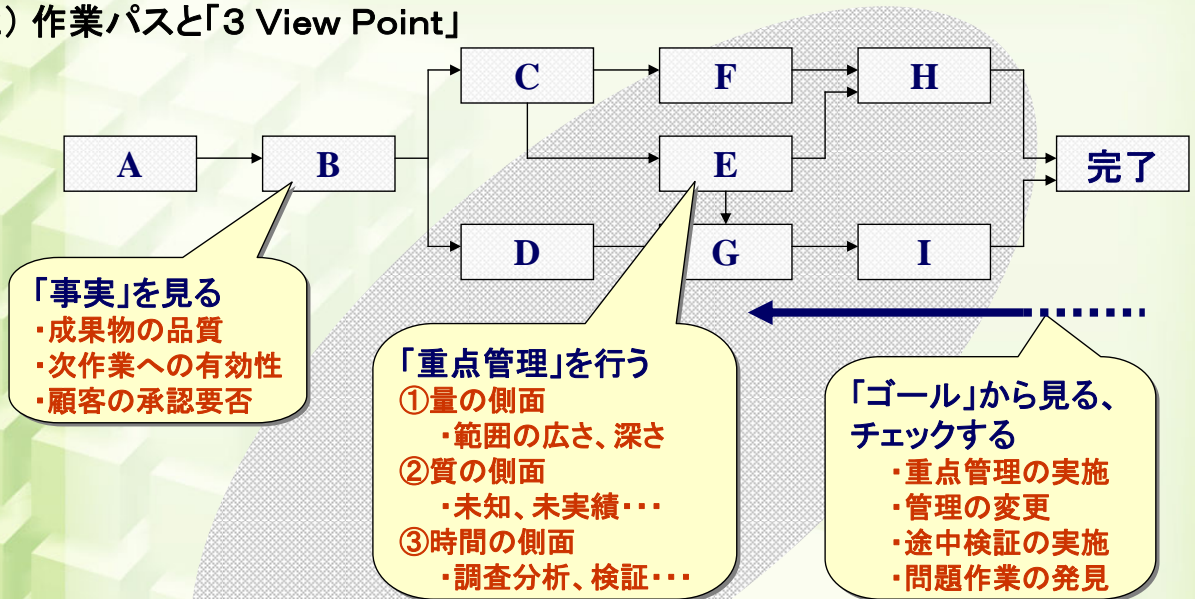 ) 作業パスと「3 View Point」
C
F
H
A
B
E
完了
D
G
I
「事実」を見る
・成果物の品質
・次作業への有効性
・顧客の承認要否
「重点管理」を行う
①量の側面
・範囲の広さ、深さ
②質の側面
・未知、未実績・・・
③時間の側面
・調査分析、検証・・・
「ゴール」から見る、
チェックする
・重点管理の実施
・管理の変更
・途中検証の実施
・問題作業の発見